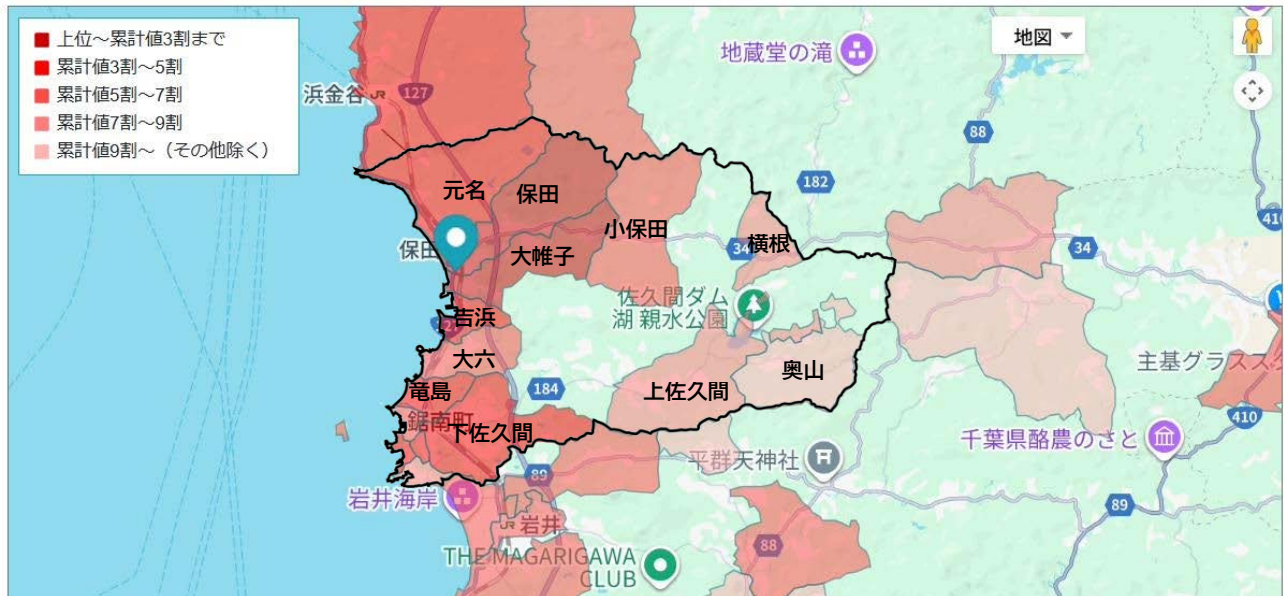 上位～累計値3割まで
累計値3割～5割
累計値5割～7割
累計値7割～9割
累計値9割～（その他除く）
地図
地蔵堂の滝
浜金谷
JR
127
88
182
410
元名
保田
小保田
横根
34
34
保田
大帷子
佐久間ダム
湖 親水公園
吉浜
大六
奥山
主基グラスス
竜島
184
上佐久間
410
鋸南町
下佐久間
千葉県酪農のさと
平群天神社
89
89
岩井海岸
JR 岩井
88
THE MAGARIGAWA
CLUB